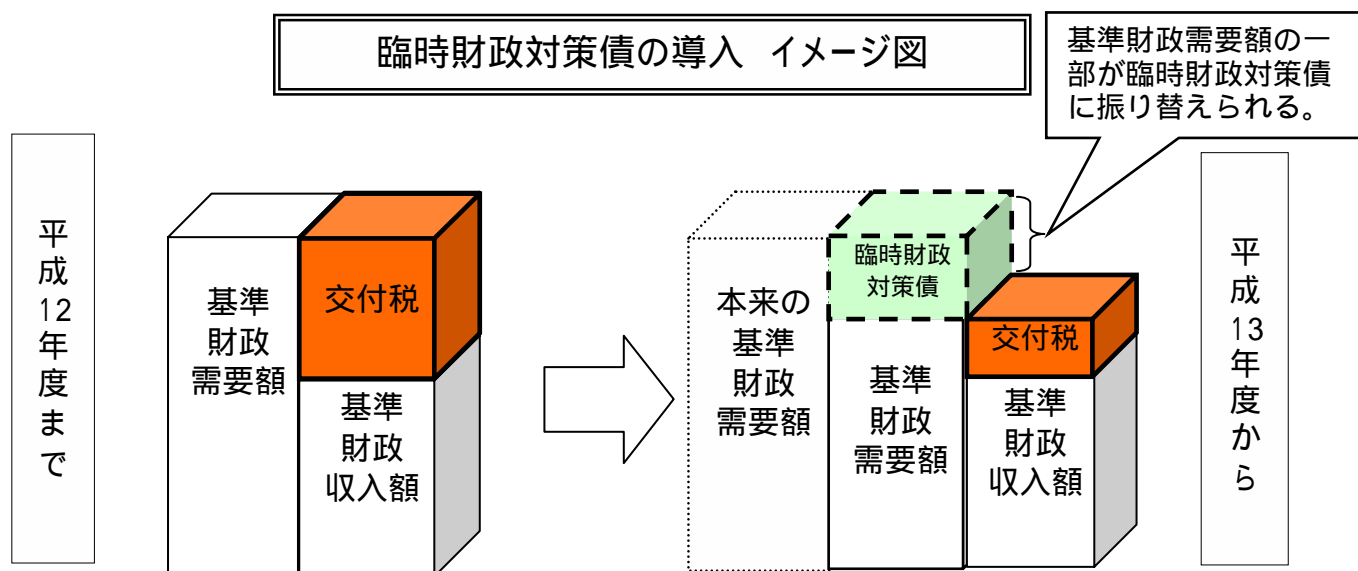 臨時財政対策債の導入 イメージ図
基準財政需要額の一
部が臨時財政対策債
に振り替えられる。
平成12年度まで
基準
財政
需要額
交付税
基準
財政
収入額
本来の
基準
財政
需要額
臨時財政
対策債
基準
財政
需要額
交付税
基準
財政
収入額
平成13年度から